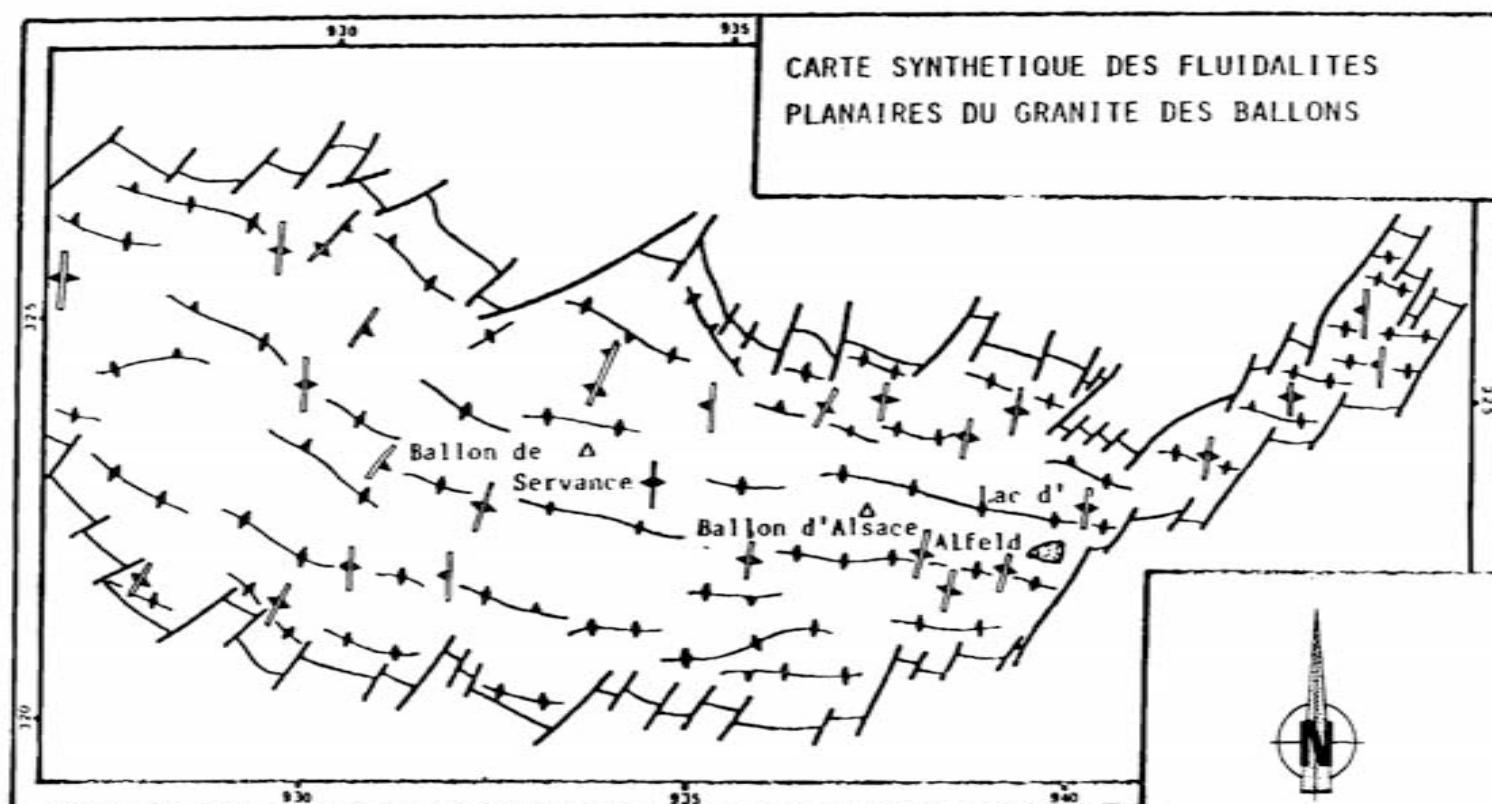 930
935
CARTE SYNTHETIQUE DES FLUIDALITES
PLANAIRES DU GRANITE DES BALLONS
325
325
Ballon de
Servance
Lac d'
Ballon d'Alsace
Alfeld
320
N
930
935
940